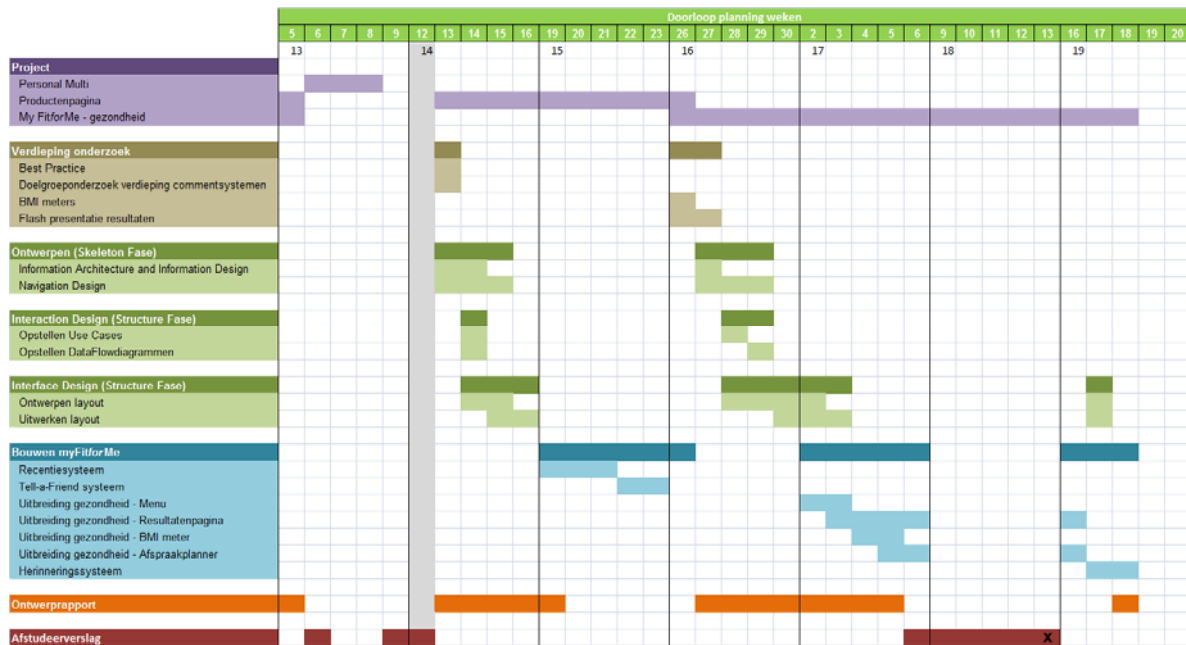 Doorloop planning weken
5 6 7 8 9 12 13 14 15 16 19 20 21 22 23 26 27 28 29 30 2 3 4 5 6 9 10 11 12 13 16 17 18 19 20
13 14 15 16 17 18 19
Project
Personal Multi
Productenpagina
My FitforMe - gezondheid
Verdieping onderzoek
Best Practice
Doelgroeponderzoek verdieping commentsystemen
BMI meters
Flash presentatie resultaten
Ontwerpen (Skeleton Fase)
Information Architecture and Information Design
Navigation Design
Interaction Design (Structure Fase)
Opstellen Use Cases
Opstellen DataFlowdiagrammen
Interface Design (Structure Fase)
Ontwerpen layout
Uitwerken layout
Bouwen myFitforMe
Recentiesysteem
Tell-a-Friend systeem
Uitbreiding gezondheid - Menu
Uitbreiding gezondheid - Resultatenpagina
Uitbreiding gezondheid - BMI meter
Uitbreiding gezondheid - Afspraakplanner
Herinneringssysteem
Ontwerprapport
Afstudeerverslag X